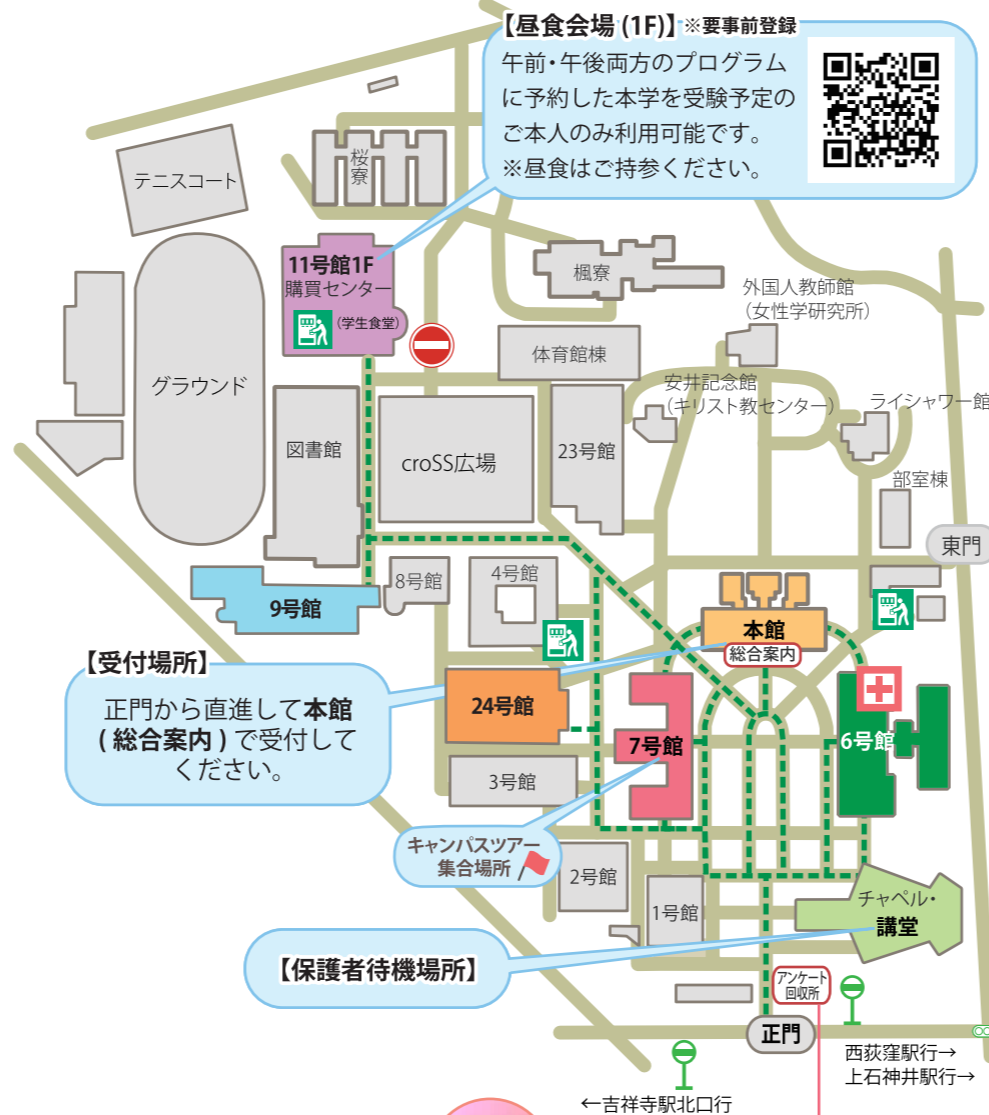 【昼食会場 (1F)】 ※要事前登録
午前・午後両方のプログラム
に予約した本学を受験予定の
ご本人のみ利用可能です。
※昼食はご持参ください。
テニスコート
桜
寮
11号館1F
購買センター
(学生食堂)
楓寮
外国人教師館
(女性学研究所)
グラウンド
体育館棟
安井記念館
(キリスト教センター)
ライシャワー館
図書館
croSS広場
23号館
部室棟
東門
9号館
8号館
4号館
本館
総合案内
【受付場所】
正門から直進して本館
( 総合案内 ) で受付して
ください。
24号館
7号館
6号館
3号館
キャンパスツアー
集合場所
2号館
1号館
チャペル・
講堂
【保護者待機場所】
アンケート
回収所
正門
西荻窪駅行→
上石神井駅行→
←吉祥寺駅北口行